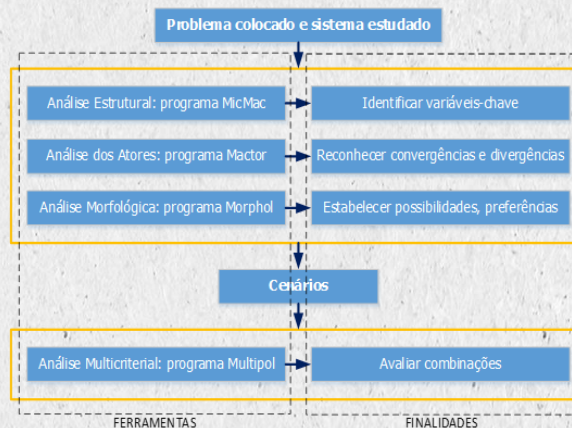 Problema colocado e sistema estudado
Análise Estrutural: programa MicMac
Identificar variáveis-chave
Análise dos Atores: programa Mactor
Reconhecer convergências e divergências
Análise Morfológica: programa Morphol
Estabelecer possibilidades, preferências
Cenários
Análise Multicriterial: programa Multipol
Avaliar combinações
FERRAMENTAS
FINALIDADES